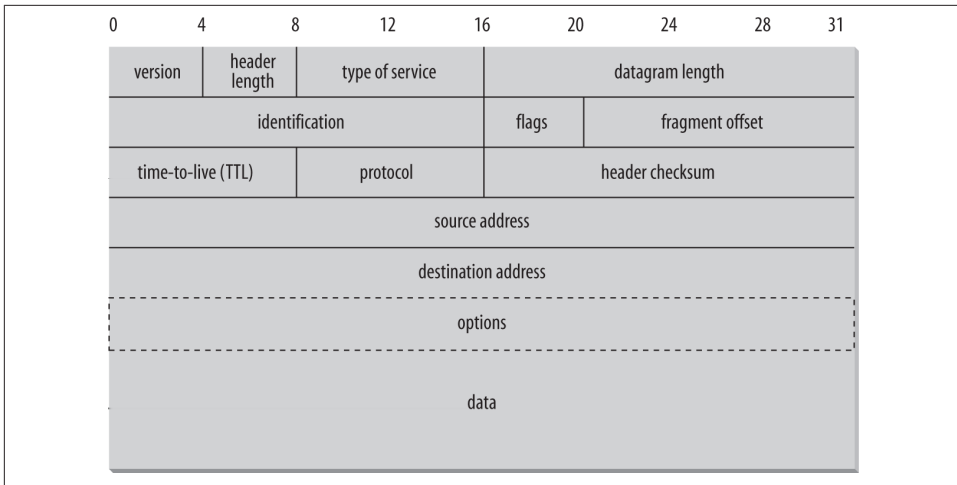 0 4 8 12 16 20 24 28 31
version header length type of service datagram length
identification flags fragment offset
time-to-live (TTL) protocol header checksum
source address
destination address
options
data